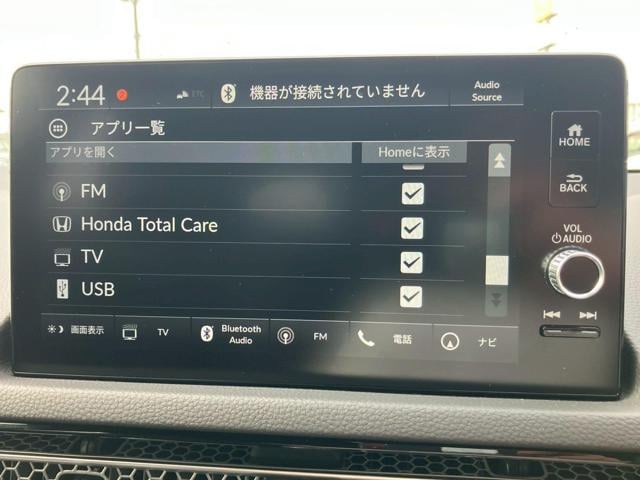 2:44 2 ETC 機器が接続されていません Audio Source
アプリ一覧
アプリを開く Homeに表示
FM
Honda Total Care
TV
USB
画面表示 TV Bluetooth Audio FM 電話 ナビ
HOME
BACK
VOL
AUDIO